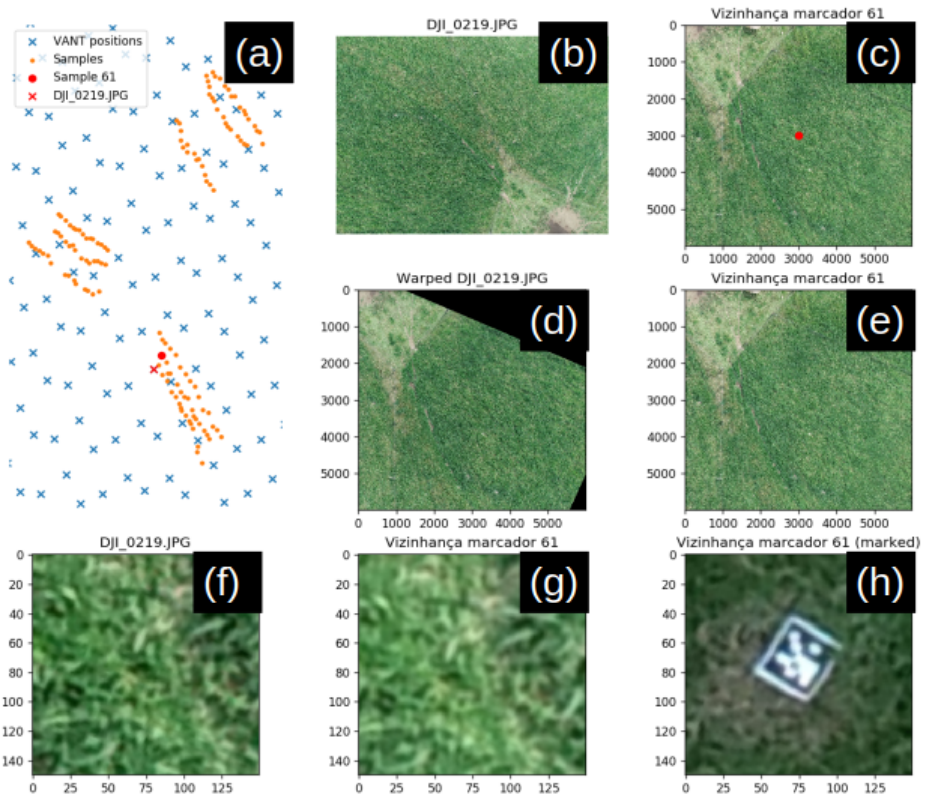 VANT positions
Samples
Sample 61
DJI_0219.JPG
(a)
DJI_0219.JPG
(b)
Vizinhança marcador 61
(c)
0
1000
2000
3000
4000
5000
0 1000 2000 3000 4000 5000
Warped DJI_0219.JPG
(d)
0
1000
2000
3000
4000
5000
0 1000 2000 3000 4000 5000
Vizinhança marcador 61
(e)
0
1000
2000
3000
4000
5000
0 1000 2000 3000 4000 5000
DJI_0219.JPG
(f)
0
20
40
60
80
100
120
140
0 25 50 75 100 125
Vizinhança marcador 61
(g)
0
20
40
60
80
100
120
140
0 25 50 75 100 125
Vizinhança marcador 61 (marked)
(h)
0
20
40
60
80
100
120
140
0 25 50 75 100 125